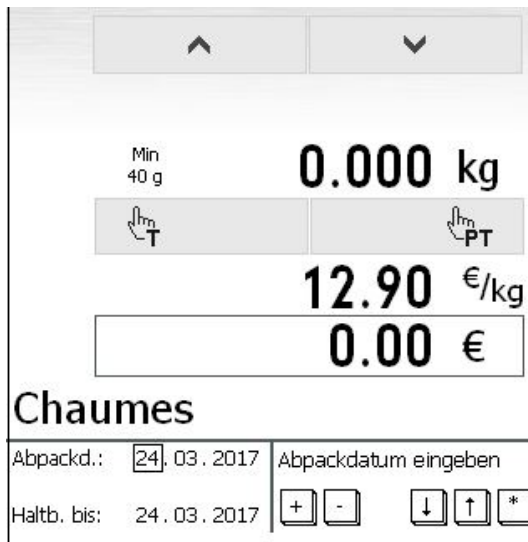 Min
40 g
0.000 kg
T PT
12.90 €/kg
0.00 €
Chaumes
Abpackd.: 24. 03. 2017
Abpackdatum eingeben
Haltb. bis: 24. 03. 2017
+ - ↓ ↑ *